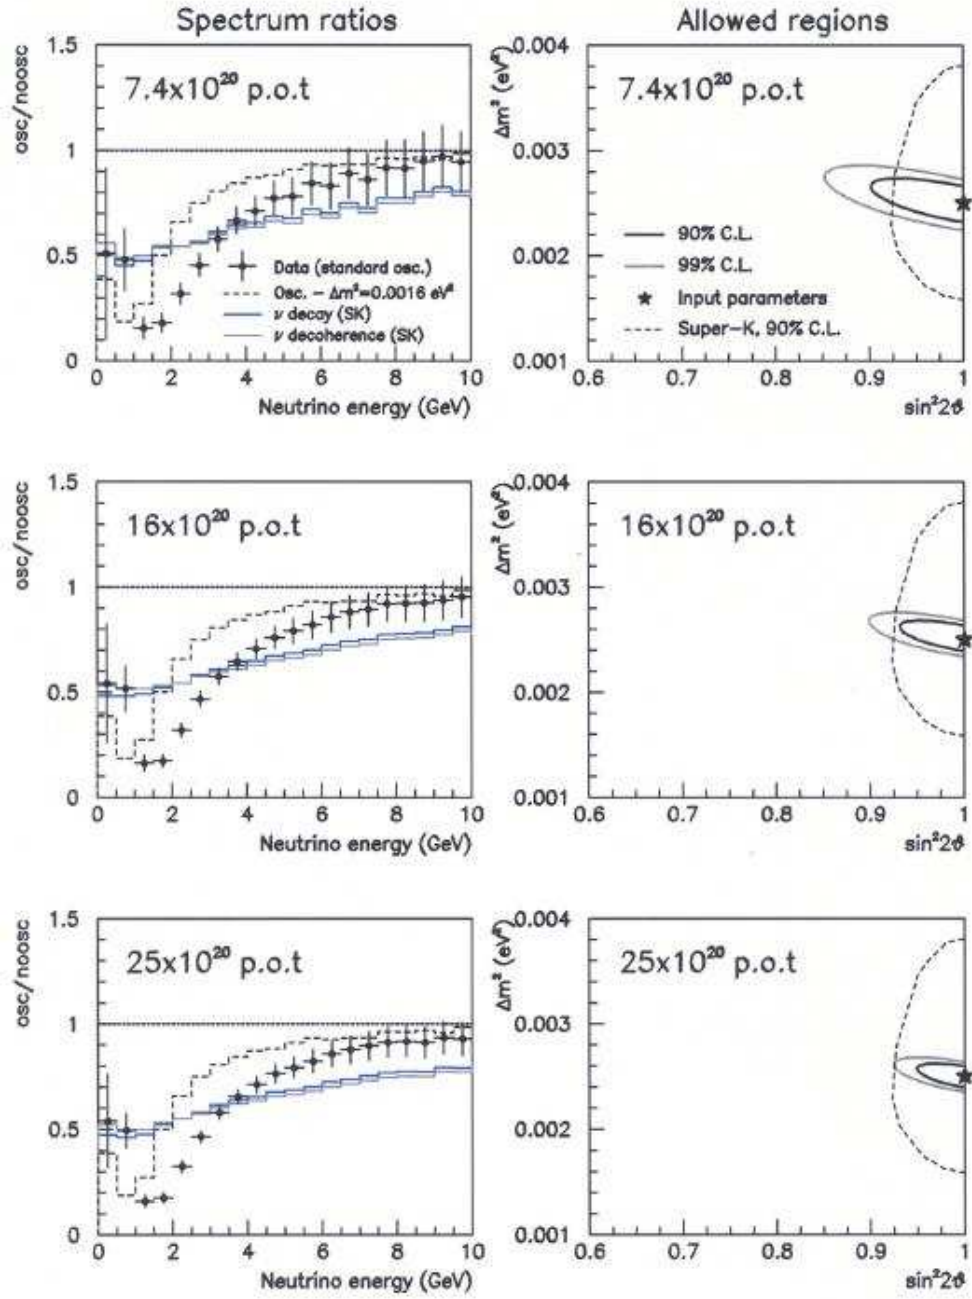 Spectrum ratios
Allowed regions
osc/noosc
1.5
1
0.5
0
7.4x10²⁰ p.o.t
Data (standard osc.)
Osc. – Δm²=0.0016 eV²
ν decay (SK)
ν decoherence (SK)
0 2 4 6 8 10
Neutrino energy (GeV)
Δm² (eV²)
0.004
0.003
0.002
0.001
7.4x10²⁰ p.o.t
90% C.L.
99% C.L.
Input parameters
Super–K, 90% C.L.
0.6 0.7 0.8 0.9 1
sin²2ϑ
osc/noosc
1.5
1
0.5
0
16x10²⁰ p.o.t
0 2 4 6 8 10
Neutrino energy (GeV)
Δm² (eV²)
0.004
0.003
0.002
0.001
16x10²⁰ p.o.t
0.6 0.7 0.8 0.9 1
sin²2ϑ
osc/noosc
1.5
1
0.5
0
25x10²⁰ p.o.t
0 2 4 6 8 10
Neutrino energy (GeV)
Δm² (eV²)
0.004
0.003
0.002
0.001
25x10²⁰ p.o.t
0.6 0.7 0.8 0.9 1
sin²2ϑ